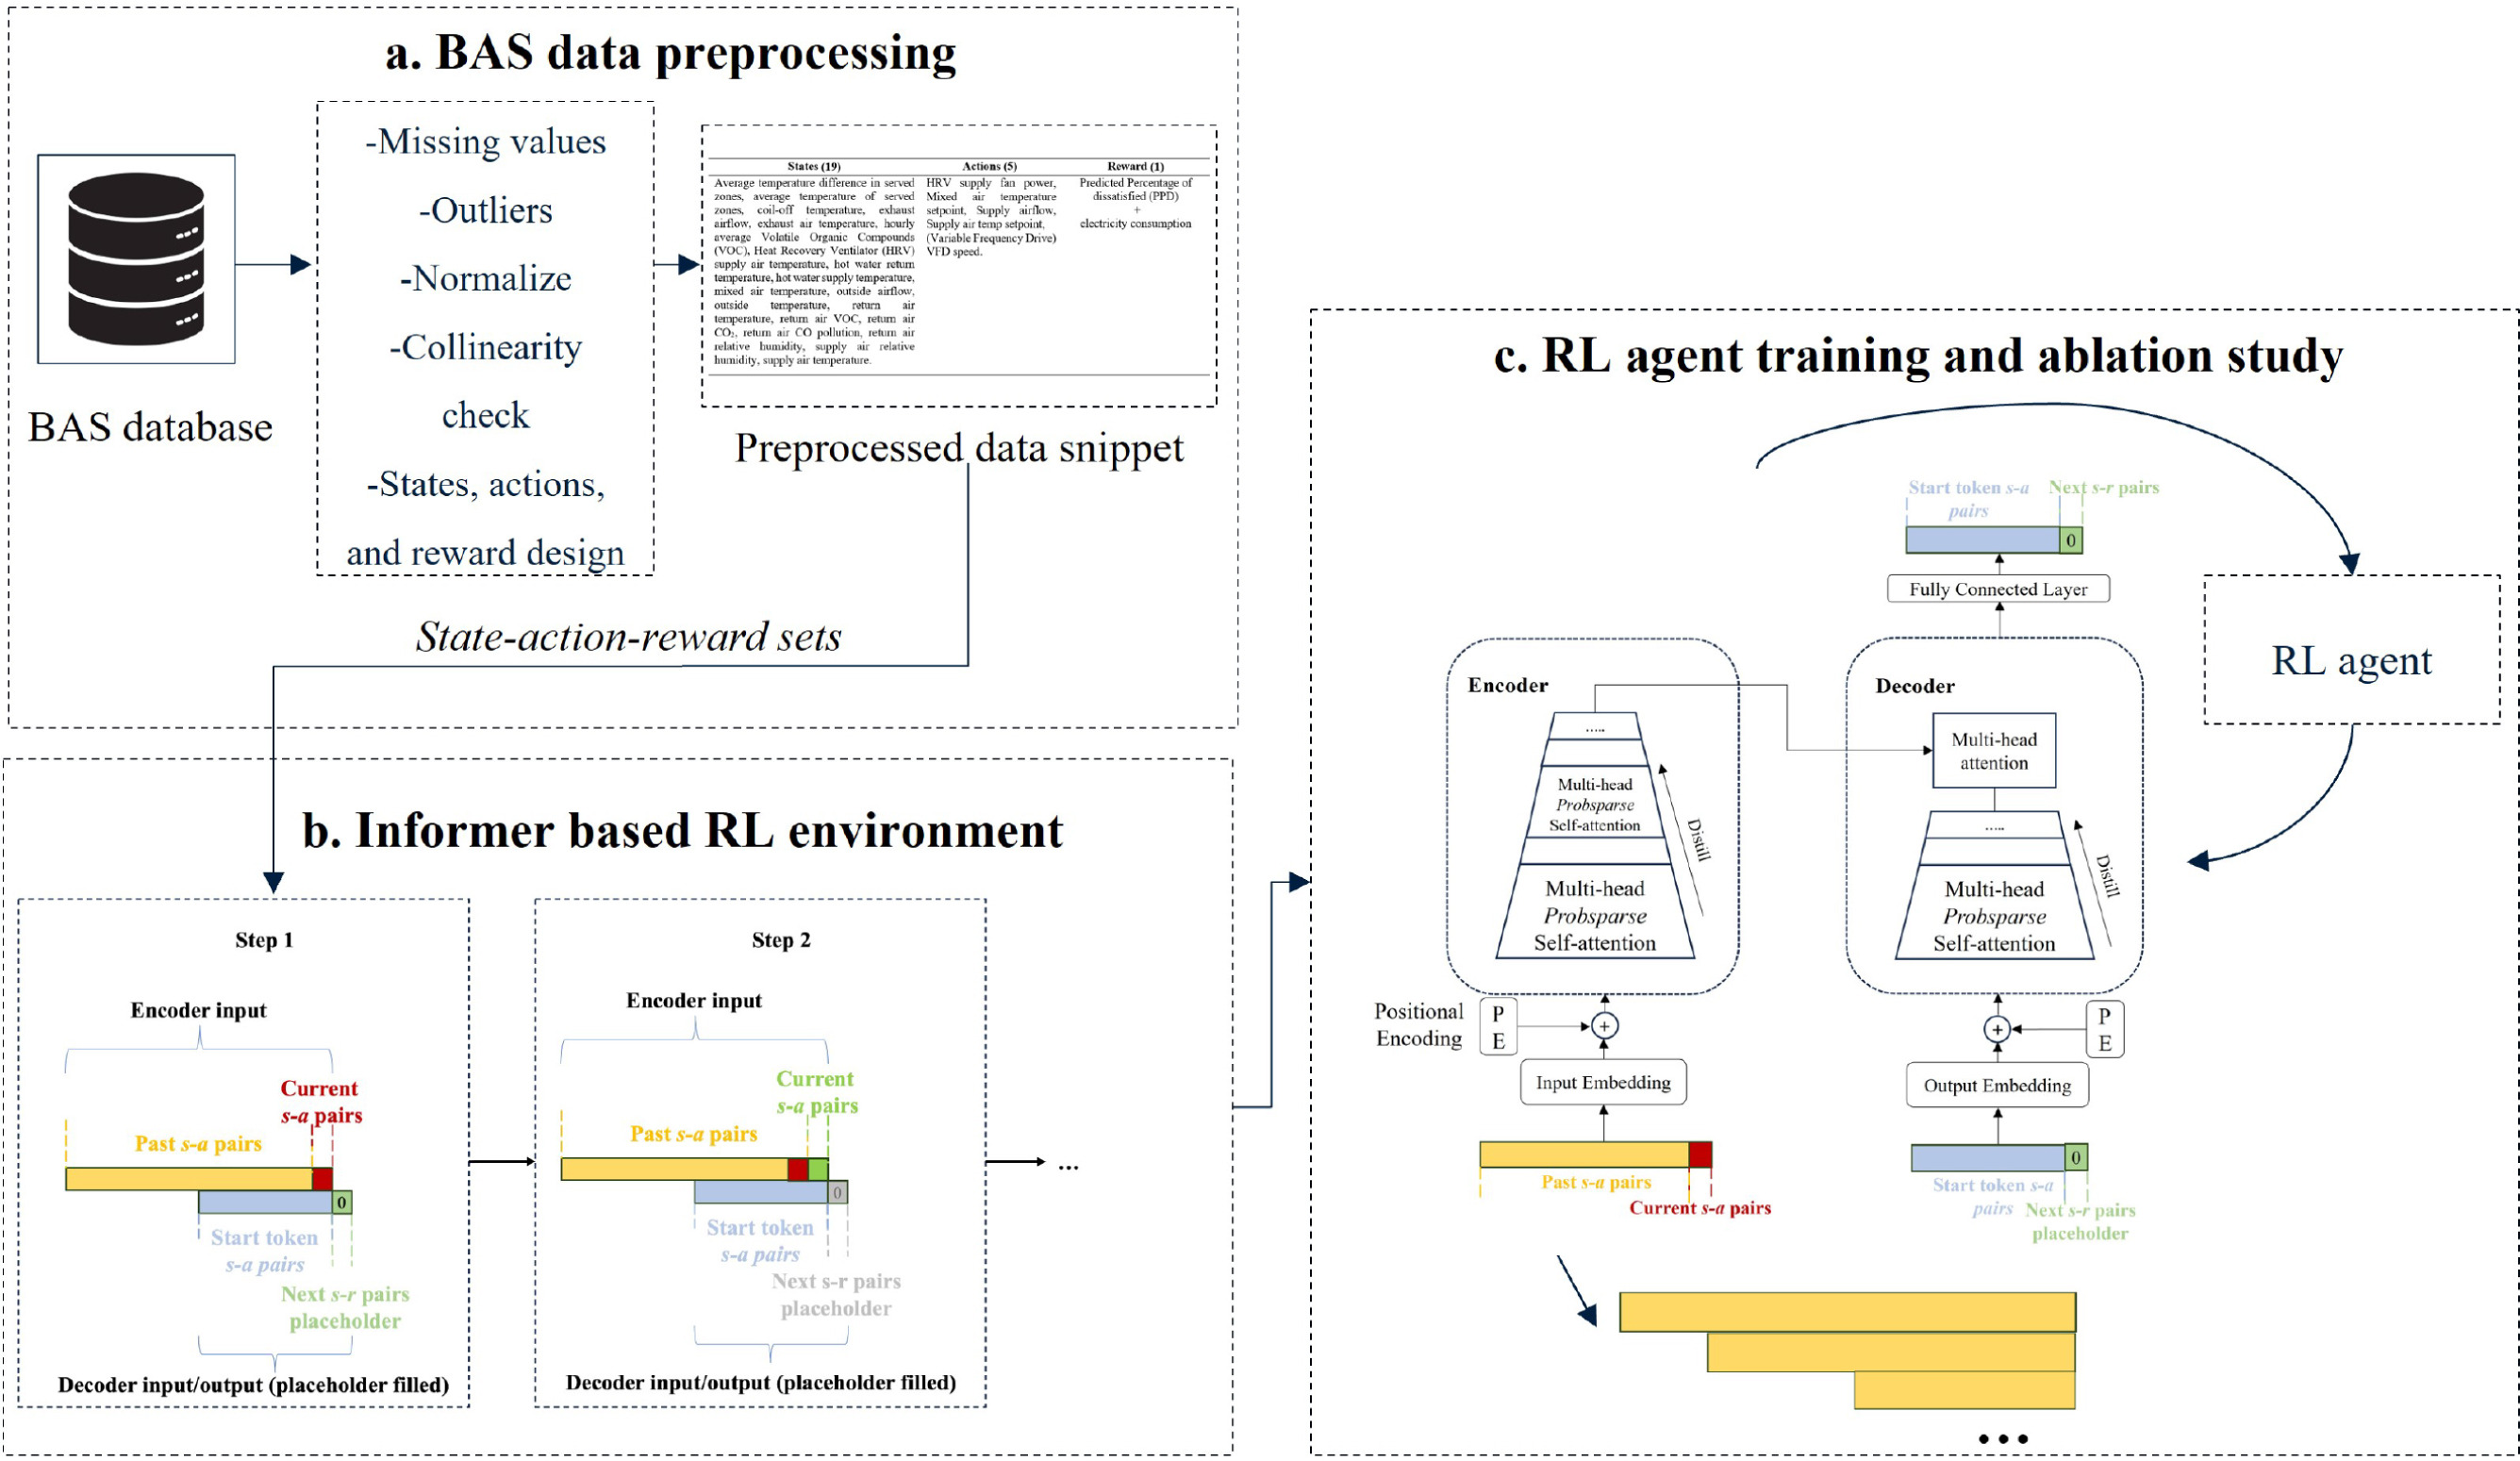 a. BAS data preprocessing
BAS database
-Missing values
-Outliers
-Normalize
-Collinearity
check
-States, actions,
and reward design
States (19)
Average temperature difference in served
zones, average temperature of served
zones, coil-off temperature, exhaust
airflow, exhaust air temperature, hourly
average Volatile Organic Compounds
(VOC), Heat Recovery Ventilator (HRV)
supply air temperature, hot water return
temperature, hot water supply temperature,
mixed air temperature, outside airflow,
outside temperature, return air
temperature, return air VOC, return air
CO₂, return air CO pollution, return air
relative humidity, supply air relative
humidity, supply air temperature.
Actions (5)
HRV supply fan power,
Mixed air temperature
setpoint, Supply airflow,
Supply air temp setpoint,
(Variable Frequency Drive)
VFD speed.
Reward (1)
Predicted Percentage of
dissatisfied (PPD)
+
electricity consumption
Preprocessed data snippet
State-action-reward sets
b. Informer based RL environment
Step 1
Encoder input
Current
s-a pairs
Past s-a pairs
0
Start token
s-a pairs
Next s-r pairs
placeholder
Decoder input/output (placeholder filled)
Step 2
Encoder input
Current
s-a pairs
Past s-a pairs
0
Start token
s-a pairs
Next s-r pairs
placeholder
Decoder input/output (placeholder filled)
...
c. RL agent training and ablation study
Start token s-a
pairs
Next s-r pairs
0
Fully Connected Layer
RL agent
Encoder
.....
Multi-head
Probsparse
Self-attention
Distill
Multi-head
Probsparse
Self-attention
Decoder
Multi-head
attention
.....
Distill
Multi-head
Probsparse
Self-attention
Positional
Encoding
P
E
+
Input Embedding
Past s-a pairs
Current s-a pairs
+
P
E
Output Embedding
0
Start token s-a
pairs
Next s-r pairs
placeholder
...